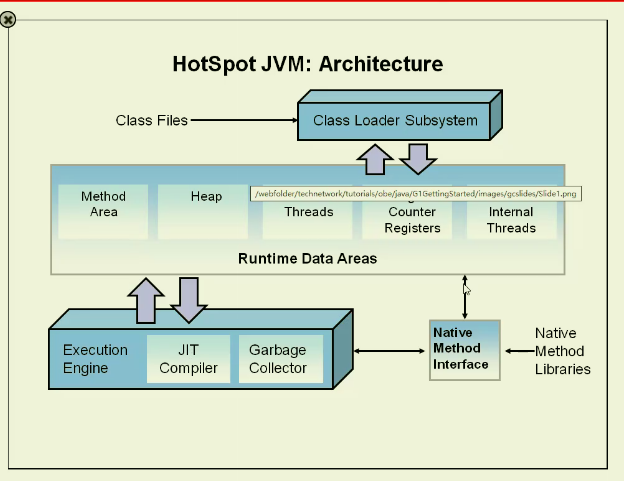 HotSpot JVM: Architecture
Class Files
Class Loader Subsystem
Method
Area
Heap
/webfolder/technetwork/tutorials/obe/java/G1GettingStarted/images/gcslides/Slide1.png
Threads
Counter
Registers
Internal
Threads
Runtime Data Areas
Execution
Engine
JIT
Compiler
Garbage
Collector
Native
Method
Interface
Native
Method
Libraries